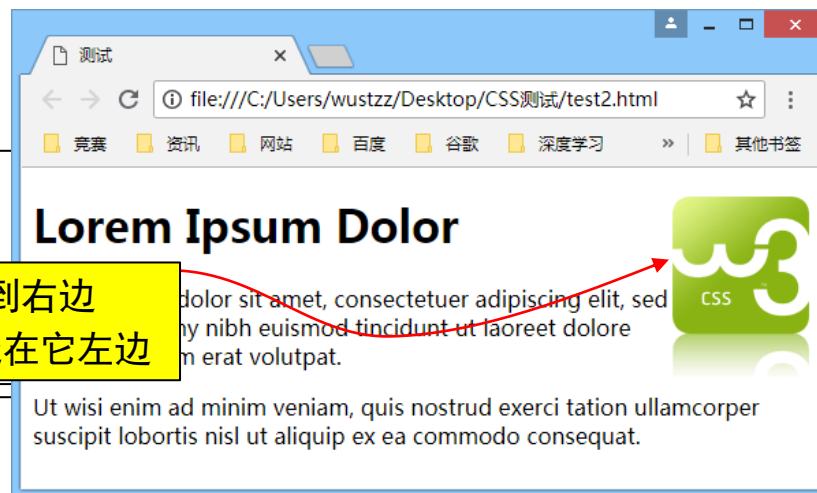 测试
file:///C:/Users/wustzz/Desktop/CSS测试/test2.html
竞赛 资讯 网站 百度 谷歌 深度学习 » 其他书签
Lorem Ipsum Dolor
到右边
在它左边
dolor sit amet, consectetuer adipiscing elit, sed
nibh euismod tincidunt ut laoreet dolore
erat volutpat.
Ut wisi enim ad minim veniam, quis nostrud exerci tation ullamcorper
suscipit lobortis nisl ut aliquip ex ea commodo consequat.
w3
CSS